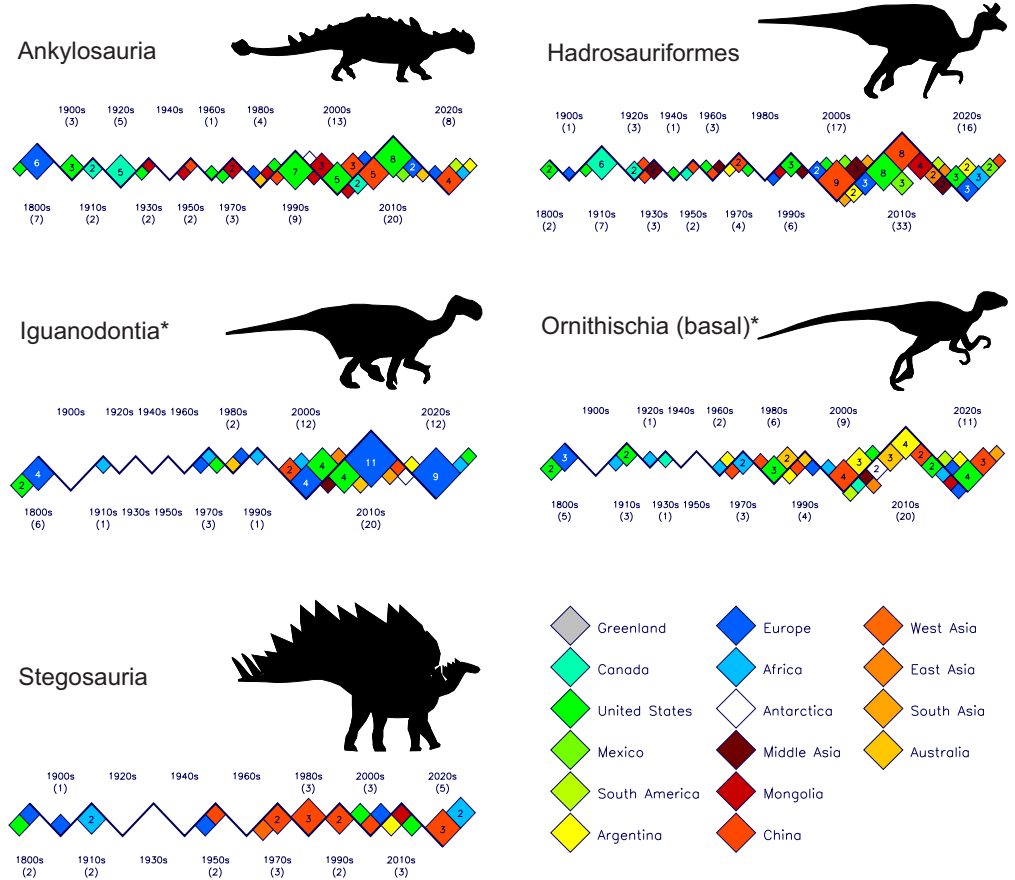 Ankylosauria
1900s 1920s 1940s 1960s 1980s 2000s 2020s
(3) (5) (1) (4) (13) (8)
6 3 2 5 2 7 3 5 2 3 5 8 2 4
1800s 1910s 1930s 1950s 1970s 1990s 2010s
(7) (2) (2) (2) (3) (9) (20)
Hadrosauriformes
1900s 1920s 1940s 1960s 1980s 2000s 2020s
(1) (3) (1) (3) (17) (16)
2 6 2 2 2 3 2 9 3 2 3 8 8 3 4 2 2 3 2 3 3 2
1800s 1910s 1930s 1950s 1970s 1990s 2010s
(2) (7) (3) (2) (4) (6) (33)
Iguanodontia*
1900s 1920s 1940s 1960s 1980s 2000s 2020s
(2) (12) (12)
2 4 2 4 4 4 11 9
1800s 1910s 1930s 1950s 1970s 1990s 2010s
(6) (1) (3) (1) (20)
Ornithischia (basal)*
1900s 1920s 1940s 1960s 1980s 2000s 2020s
(1) (2) (6) (9) (11)
2 3 2 2 3 2 2 4 3 2 3 4 2 2 2 4 3
1800s 1910s 1930s 1950s 1970s 1990s 2010s
(5) (3) (1) (3) (4) (20)
Stegosauria
1900s 1920s 1940s 1960s 1980s 2000s 2020s
(1) (3) (3) (5)
2 2 3 2 3 2
1800s 1910s 1930s 1950s 1970s 1990s 2010s
(2) (2) (2) (3) (2) (3)
Greenland
Canada
United States
Mexico
South America
Argentina
Europe
Africa
Antarctica
Middle Asia
Mongolia
China
West Asia
East Asia
South Asia
Australia